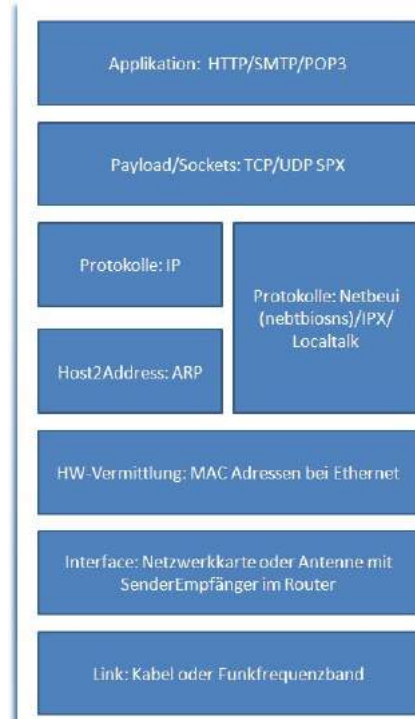 Applikation: HTTP/SMTP/POP3
Payload/Sockets: TCP/UDP SPX
Protokolle: IP
Host2Address: ARP
Protokolle: Netbeui
(nebtbiosns)/IPX/
Localtalk
HW-Vermittlung: MAC Adressen bei Ethernet
Interface: Netzwerkkarte oder Antenne mit
SenderEmpfänger im Router
Link: Kabel oder Funkfrequenzband